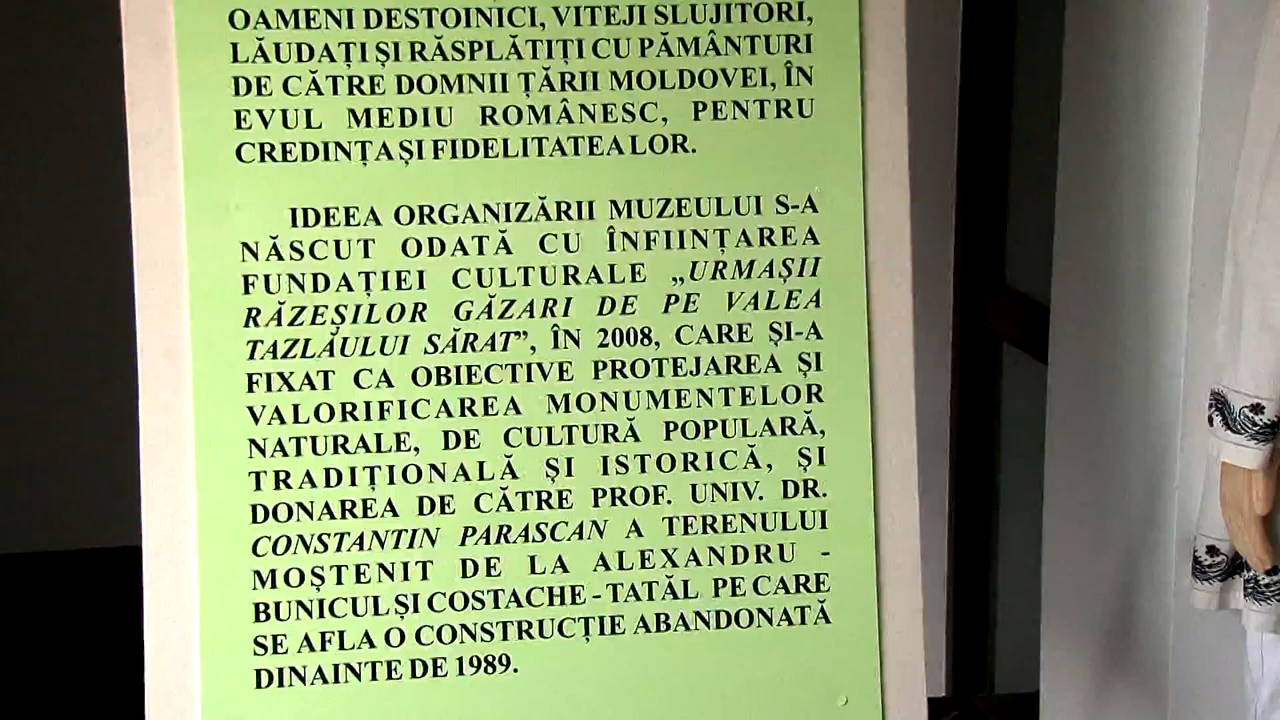 OAMENI DESTOINICI, VITEJI SLUJITORI,
LĂUDAȚI ȘI RĂSPLĂTIȚI CU PĂMÂNTURI
DE CĂTRE DOMNII ȚĂRII MOLDOVEI, ÎN
EVUL MEDIU ROMÂNESC, PENTRU
CREDINȚA ȘI FIDELITATEA LOR.
IDEEA ORGANIZĂRII MUZEULUI S-A
NĂSCUT ODATĂ CU ÎNFIINȚAREA
FUNDAȚIEI CULTURALE „URMAȘII
RĂZEȘILOR GĂZARI DE PE VALEA
TAZLĂULUI SĂRAT”, ÎN 2008, CARE ȘI-A
FIXAT CA OBIECTIVE PROTEJAREA ȘI
VALORIFICAREA MONUMENTELOR
NATURALE, DE CULTURĂ POPULARĂ,
TRADIȚIONALĂ ȘI ISTORICĂ, ȘI
DONAREA DE CĂTRE PROF. UNIV. DR.
CONSTANTIN PARASCAN A TERENULUI
MOȘTENIT DE LA ALEXANDRU -
BUNICUL ȘI COSTACHE - TATĂL PE CARE
SE AFLA O CONSTRUCȚIE ABANDONATĂ
DINAINTE DE 1989.